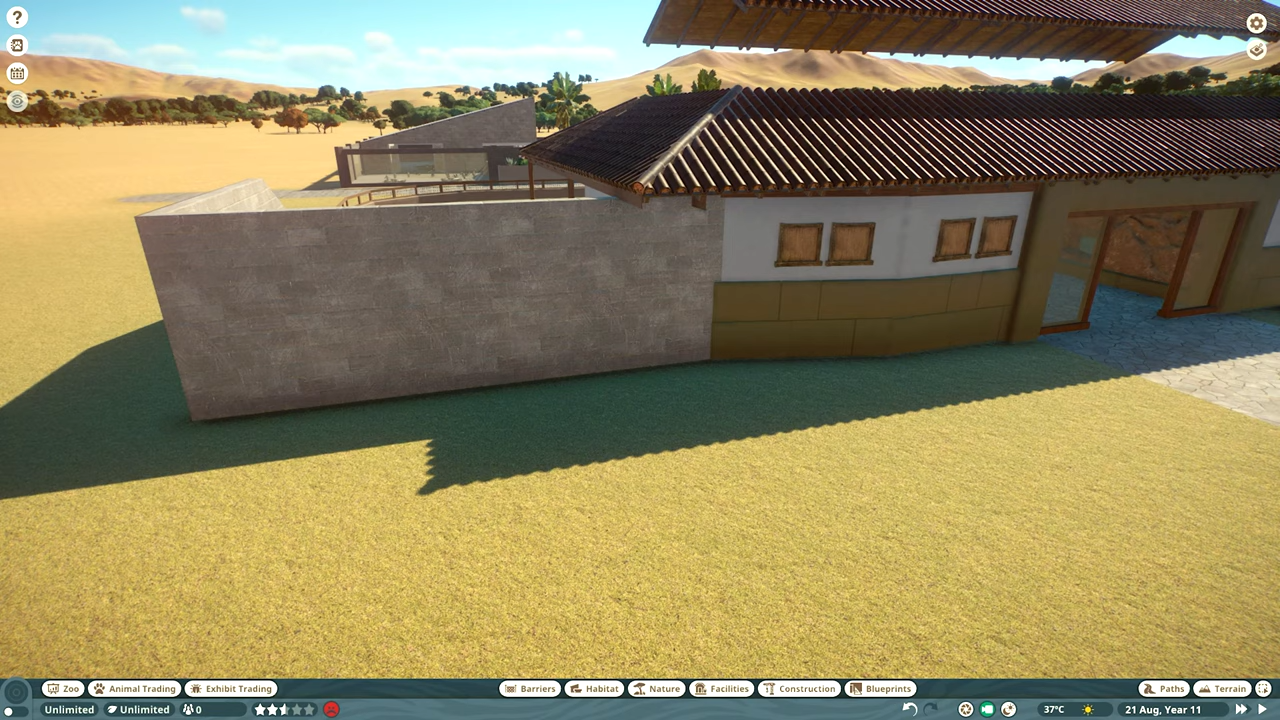 ?
Zoo Animal Trading Exhibit Trading Barriers Habitat Nature Facilities Construction Blueprints Paths Terrain
Unlimited Unlimited 0 37°C 21 Aug, Year 11